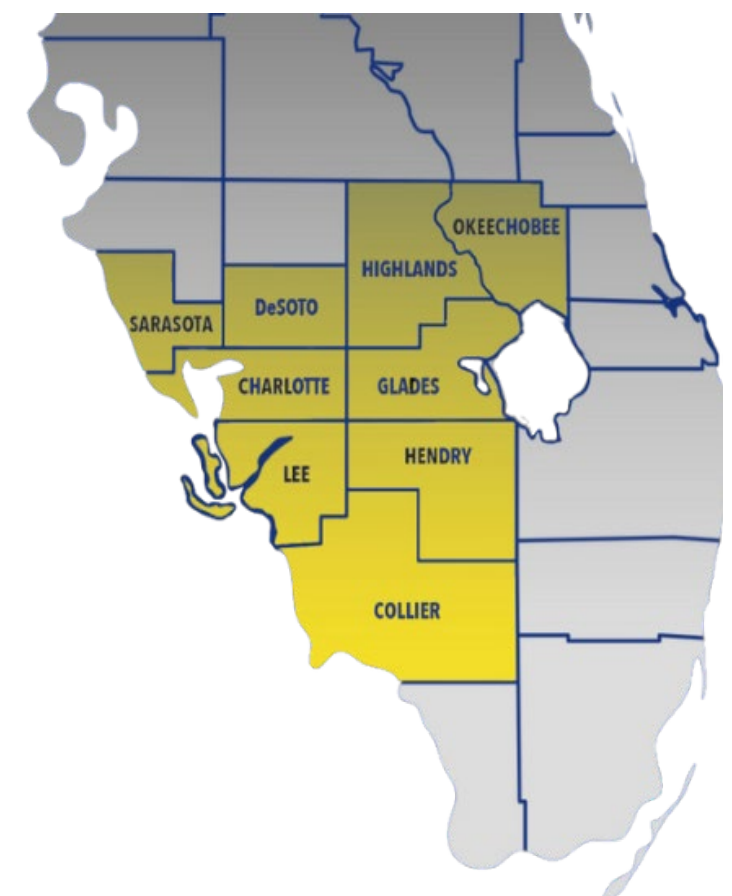 OKEECHOBEE
HIGHLANDS
DeSOTO
SARASOTA
CHARLOTTE
GLADES
HENDRY
LEE
COLLIER